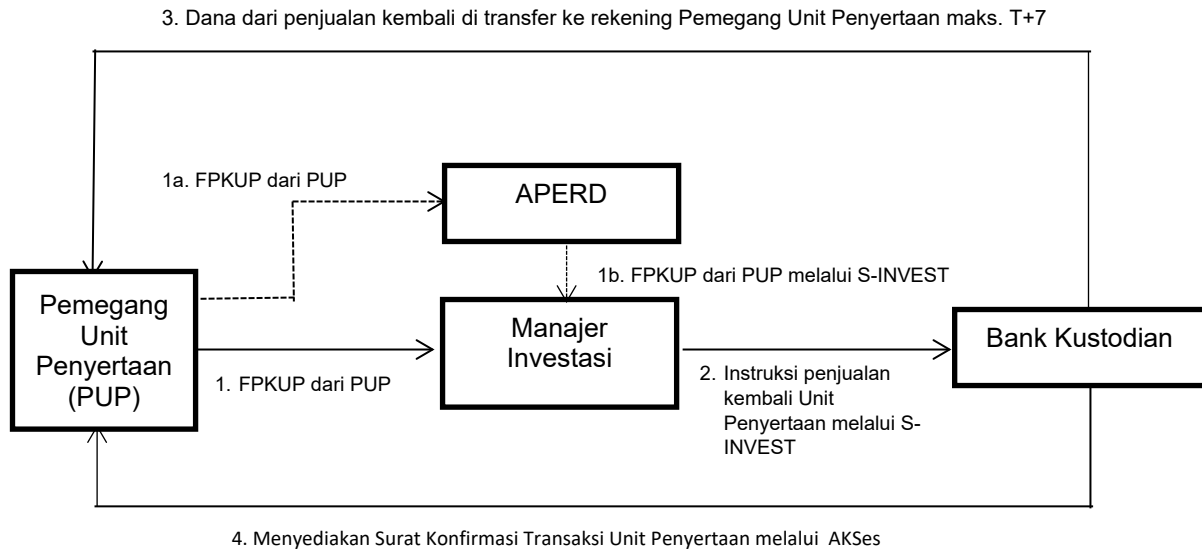 3. Dana dari penjualan kembali di transfer ke rekening Pemegang Unit Penyertaan maks. T+7
1a. FPKUP dari PUP
APERD
1b. FPKUP dari PUP melalui S-INVEST
Pemegang
Unit
Penyertaan
(PUP)
Manajer
Investasi
Bank Kustodian
1. FPKUP dari PUP
2. Instruksi penjualan
kembali Unit
Penyertaan melalui S-
INVEST
4. Menyediakan Surat Konfirmasi Transaksi Unit Penyertaan melalui AKSes